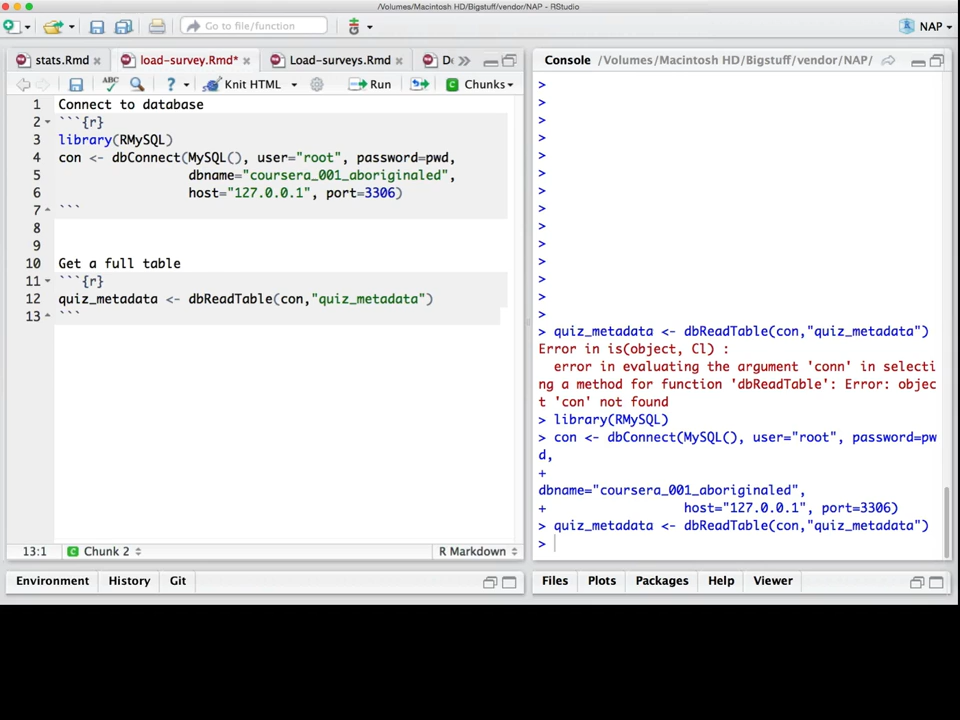 /Volumes/Macintosh HD/Bigstuff/vendor/NAP - RStudio
Go to file/function
NAP
stats.Rmd
load-survey.Rmd*
Load-surveys.Rmd
Console /Volumes/Macintosh HD/Bigstuff/vendor/NAP/
ABC
?
Knit HTML
Run
Chunks
1 Connect to database
2 ```{r}
3 library(RMySQL)
4 con <- dbConnect(MySQL(), user="root", password=pwd,
5 dbname="coursera_001_aboriginaled",
6 host="127.0.0.1", port=3306)
7 ```
8
9
10 Get a full table
11 ```{r}
12 quiz_metadata <- dbReadTable(con,"quiz_metadata")
13 ```
13:1 C Chunk 2
R Markdown
>
>
>
>
>
>
>
>
>
>
>
>
>
>
> quiz_metadata <- dbReadTable(con,"quiz_metadata")
Error in is(object, Cl) :
error in evaluating the argument 'conn' in selecti
ng a method for function 'dbReadTable': Error: objec
t 'con' not found
> library(RMySQL)
> con <- dbConnect(MySQL(), user="root", password=pw
d,
+
dbname="coursera_001_aboriginaled",
+ host="127.0.0.1", port=3306)
> quiz_metadata <- dbReadTable(con,"quiz_metadata")
>
Environment History Git
Files Plots Packages Help Viewer